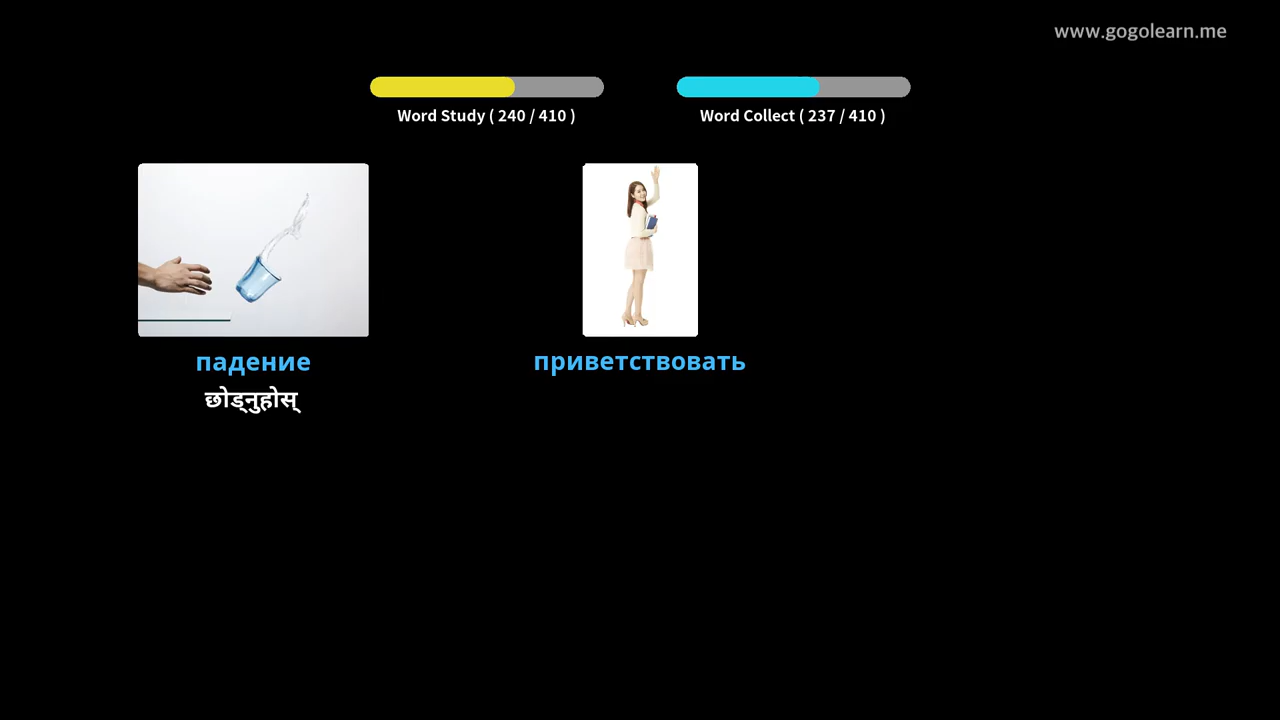 www.gogolearn.me
Word Study ( 240 / 410 )
Word Collect ( 237 / 410 )
падение
приветствовать
छोड्नुहोस्